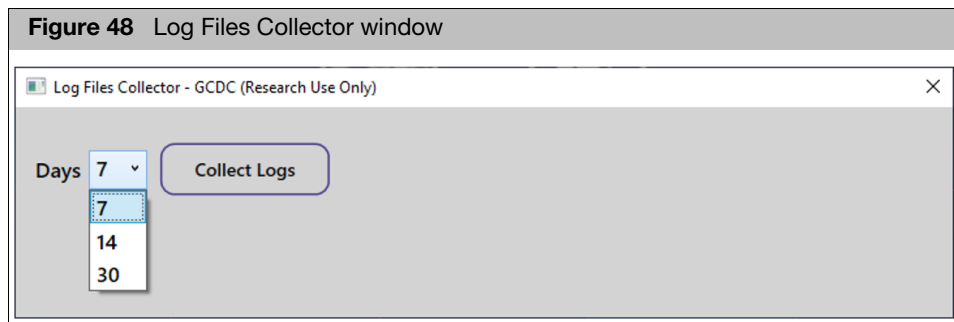 Figure 48 Log Files Collector window
Log Files Collector - GCDC (Research Use Only)
Days 7 Collect Logs
7
14
30